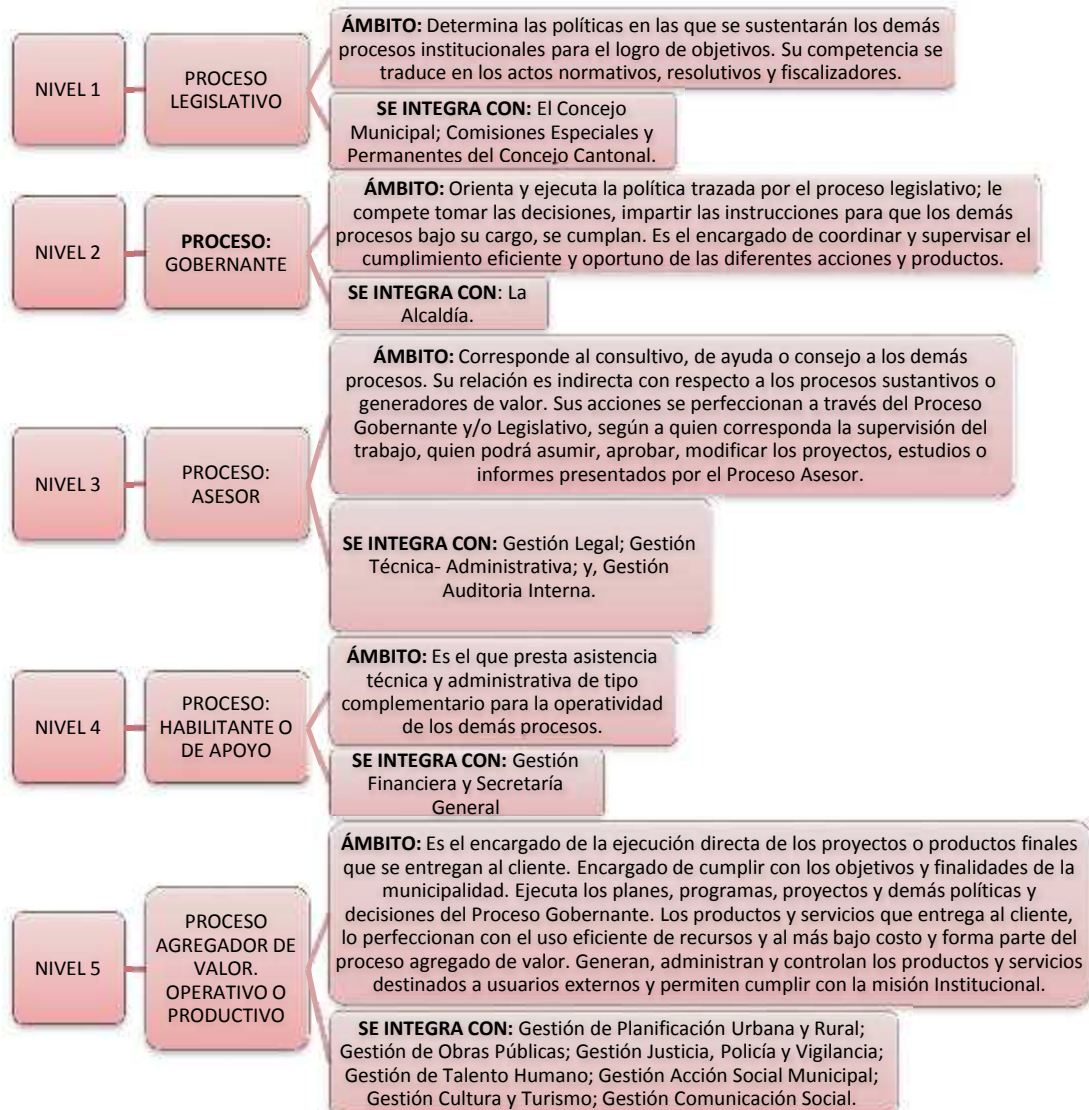 NIVEL 1
PROCESO
LEGISLATIVO
ÁMBITO: Determina las políticas en las que se sustentarán los demás
procesos institucionales para el logro de objetivos. Su competencia se
traduce en los actos normativos, resolutivos y fiscalizadores.
SE INTEGRA CON: El Concejo
Municipal; Comisiones Especiales y
Permanentes del Concejo Cantonal.
NIVEL 2
PROCESO:
GOBERNANTE
ÁMBITO: Orienta y ejecuta la política trazada por el proceso legislativo; le
compete tomar las decisiones, impartir las instrucciones para que los demás
procesos bajo su cargo, se cumplan. Es el encargado de coordinar y supervisar el
cumplimiento eficiente y oportuno de las diferentes acciones y productos.
SE INTEGRA CON: La
Alcaldía.
NIVEL 3
PROCESO:
ASESOR
ÁMBITO: Corresponde al consultivo, de ayuda o consejo a los demás
procesos. Su relación es indirecta con respecto a los procesos sustantivos o
generadores de valor. Sus acciones se perfeccionan a través del Proceso
Gobernante y/o Legislativo, según a quien corresponda la supervisión del
trabajo, quien podrá asumir, aprobar, modificar los proyectos, estudios o
informes presentados por el Proceso Asesor.
SE INTEGRA CON: Gestión Legal; Gestión
Técnica- Administrativa; y, Gestión
Auditoria Interna.
NIVEL 4
PROCESO:
HABILITANTE O
DE APOYO
ÁMBITO: Es el que presta asistencia
técnica y administrativa de tipo
complementario para la operatividad
de los demás procesos.
SE INTEGRA CON: Gestión
Financiera y Secretaría
General
NIVEL 5
PROCESO
AGREGADOR DE
VALOR.
OPERATIVO O
PRODUCTIVO
ÁMBITO: Es el encargado de la ejecución directa de los proyectos o productos finales
que se entregan al cliente. Encargado de cumplir con los objetivos y finalidades de la
municipalidad. Ejecuta los planes, programas, proyectos y demás políticas y
decisiones del Proceso Gobernante. Los productos y servicios que entrega al cliente,
lo perfeccionan con el uso eficiente de recursos y al más bajo costo y forma parte del
proceso agregado de valor. Generan, administran y controlan los productos y servicios
destinados a usuarios externos y permiten cumplir con la misión Institucional.
SE INTEGRA CON: Gestión de Planificación Urbana y Rural;
Gestión de Obras Públicas; Gestión Justicia, Policía y Vigilancia;
Gestión de Talento Humano; Gestión Acción Social Municipal;
Gestión Cultura y Turismo; Gestión Comunicación Social.